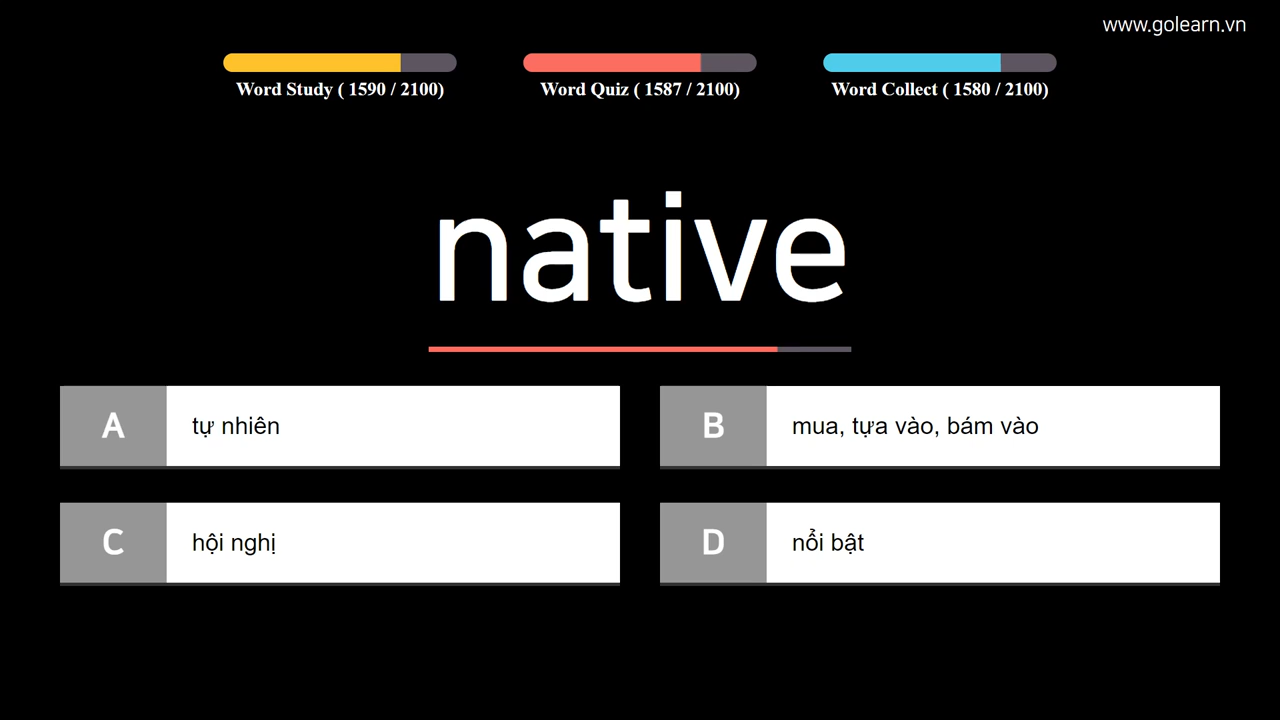 www.golearn.vn
Word Study ( 1590 / 2100)
Word Quiz ( 1587 / 2100)
Word Collect ( 1580 / 2100)
native
A tự nhiên
B mua, tựa vào, bám vào
C hội nghị
D nổi bật